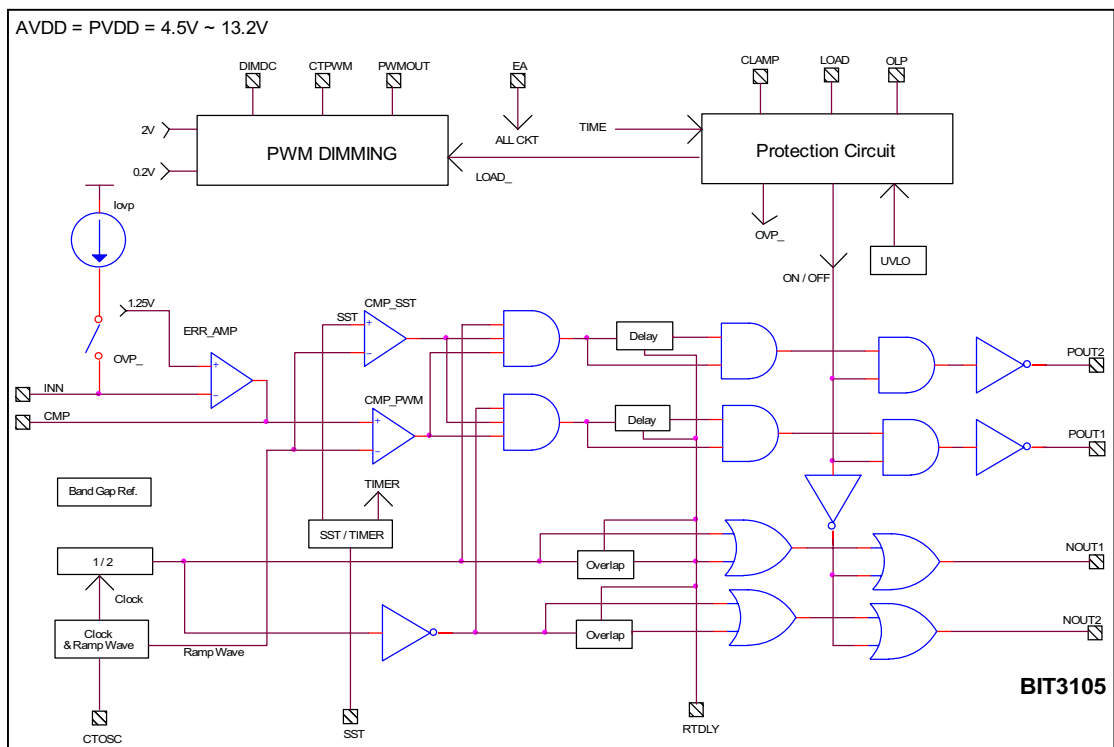 AVDD = PVDD = 4.5V ~ 13.2V
DIMDC
CTPWM
PWMOUT
EA
CLAMP
LOAD
OLP
2V
0.2V
PWM DIMMING
ALL CKT
TIME
LOAD_
Protection Circuit
Iovp
OVP_
UVLO
ON / OFF
1.25V
ERR_AMP
SST
CMP_SST
+
−
Delay
POUT2
OVP_
+
−
INN
CMP
CMP_PWM
+
−
Delay
POUT1
Band Gap Ref.
TIMER
SST / TIMER
1 / 2
Overlap
NOUT1
Clock
Clock
& Ramp Wave
Ramp Wave
Overlap
NOUT2
BIT3105
CTOSC
SST
RTDLY